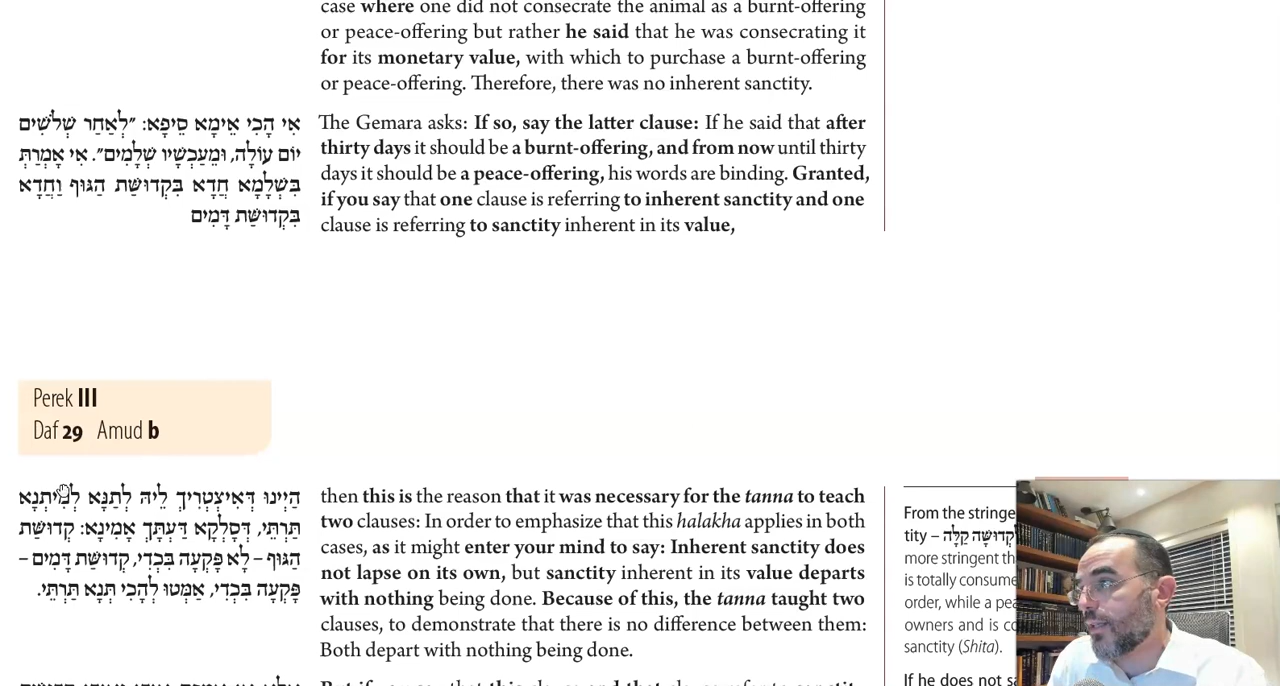 case where one did not consecrate the animal as a burnt-offering
or peace-offering but rather he said that he was consecrating it
for its monetary value, with which to purchase a burnt-offering
or peace-offering. Therefore, there was no inherent sanctity.
אִי הָכִי אֵימָא סֵיפָא: ״לְאַחַר שְׁלֹשִׁים
יוֹם עוֹלָה, וּמֵעַכְשָׁיו שְׁלָמִים״. אִי אָמְרַתְּ
בִּשְׁלָמָא חֲדָא בִּקְדוּשַּׁת הַגּוּף וַחֲדָא
בִּקְדוּשַּׁת דָּמִים
The Gemara asks: If so, say the latter clause: If he said that after
thirty days it should be a burnt-offering, and from now until thirty
days it should be a peace-offering, his words are binding. Granted,
if you say that one clause is referring to inherent sanctity and one
clause is referring to sanctity inherent in its value,
Perek III
Daf 29 Amud b
הַיְינוּ דְּאִיצְטְרִיךְ לֵיהּ לְתַנָּא לְמִיתְנָא
תַּרְתֵּי, דְּסָלְקָא דַּעְתָּךְ אָמֵינָא: קְדוּשַּׁת
הַגּוּף – לָא פָּקְעָה בִּכְדִי, קְדוּשַּׁת דָּמִים –
פָּקְעָה בִּכְדִי, אַמְּטוּ לְהָכִי תְּנָא תַּרְתֵּי.
then this is the reason that it was necessary for the tanna to teach
two clauses: In order to emphasize that this halakha applies in both
cases, as it might enter your mind to say: Inherent sanctity does
not lapse on its own, but sanctity inherent in its value departs
with nothing being done. Because of this, the tanna taught two
clauses, to demonstrate that there is no difference between them:
Both depart with nothing being done.
From the stringe
tity – קְדוּשָּׁה קַלָּה
more stringent th
is totally consume
order, while a pea
owners and is co
sanctity (Shita).
If he does not sa